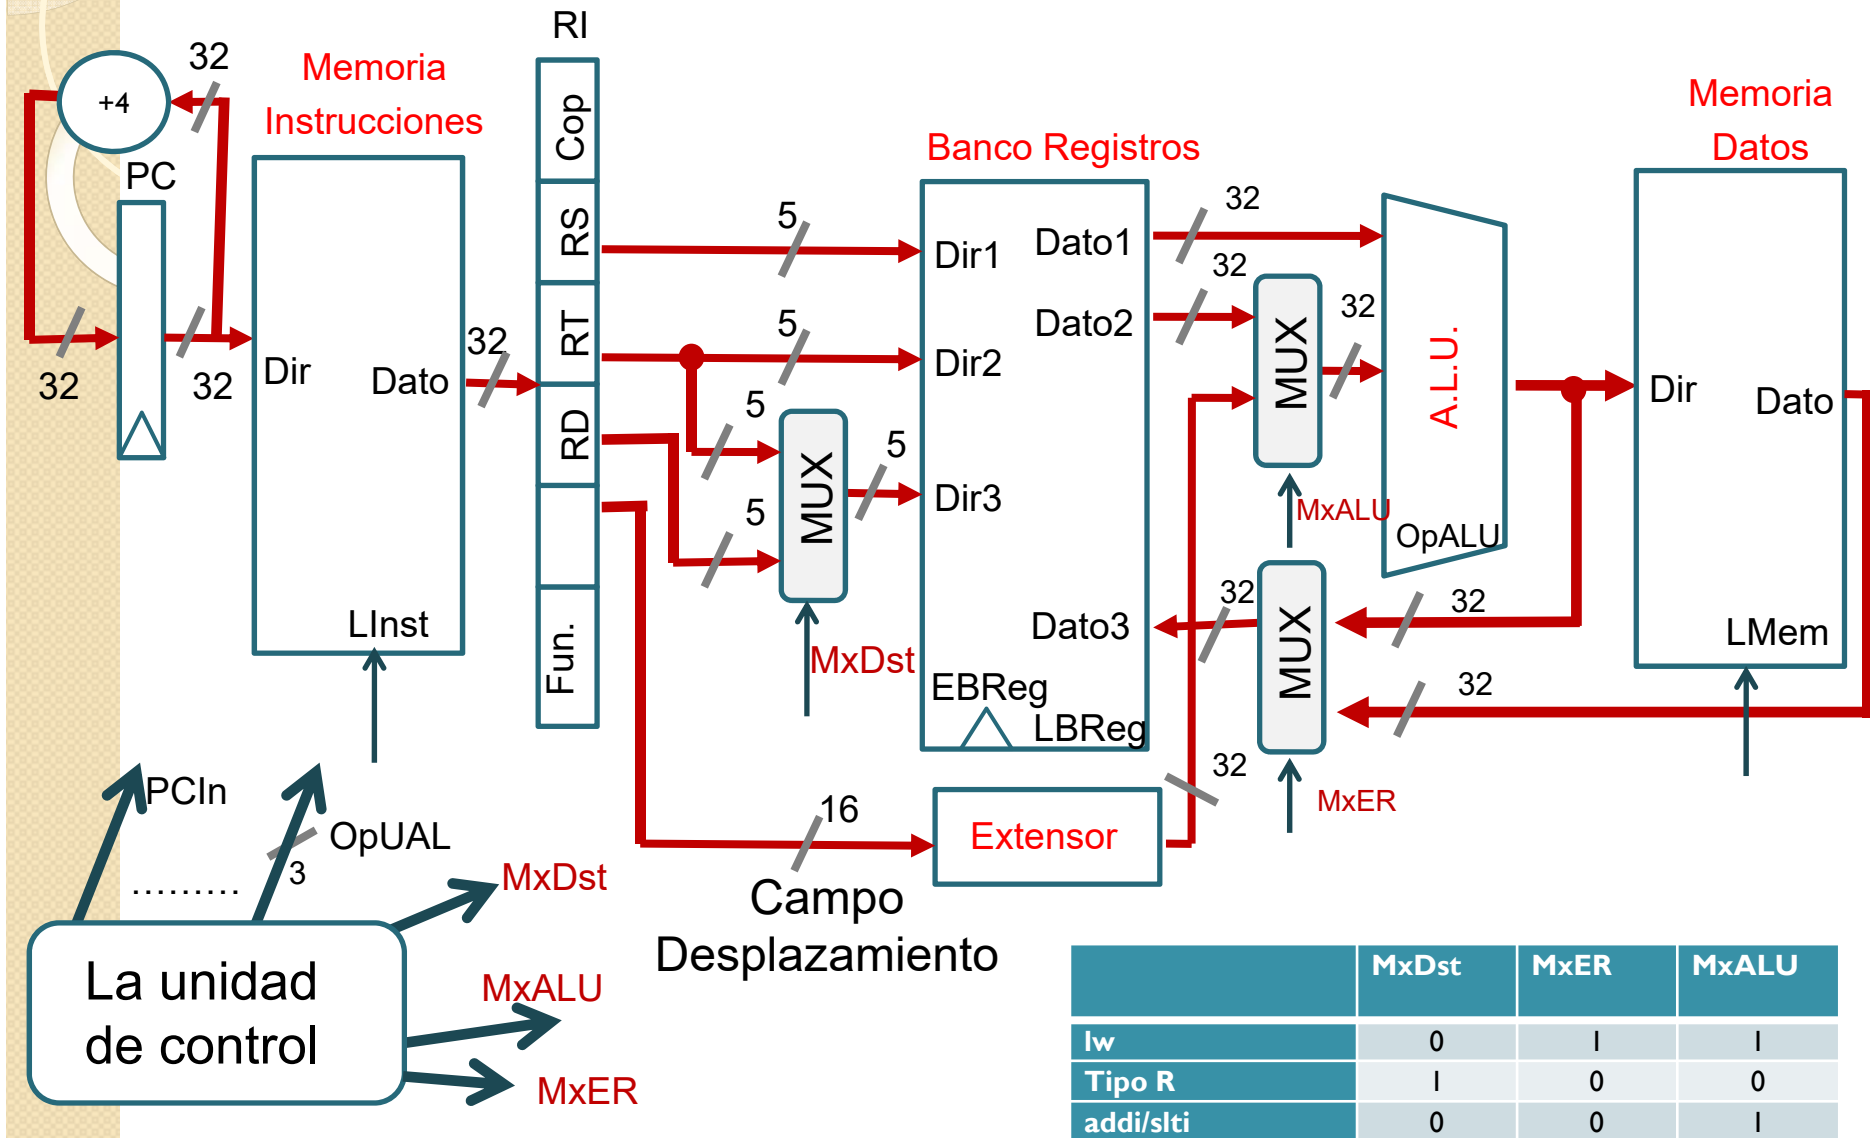 RI
32
Memoria
Instrucciones
Memoria
Datos
+4
PC
Cop
Banco Registros
RS
5
Dir1
Dato1
32
32
RT
5
Dir2
Dato2
MUX
32
A.L.U.
32
32
Dir
Dato
32
RD
5
MUX
5
Dir3
5
Dir
Dato
MxALU
OpALU
LInst
Fun.
MxDst
Dato3
32
MUX
32
LMem
EBReg
LBReg
32
32
MxER
PCIn
OpUAL
3
.........
16
Extensor
MxDst
Campo
Desplazamiento
La unidad
de control
MxALU
MxER
MxDst MxER MxALU
lw 0 1 1
Tipo R 1 0 0
addi/slti 0 0 1